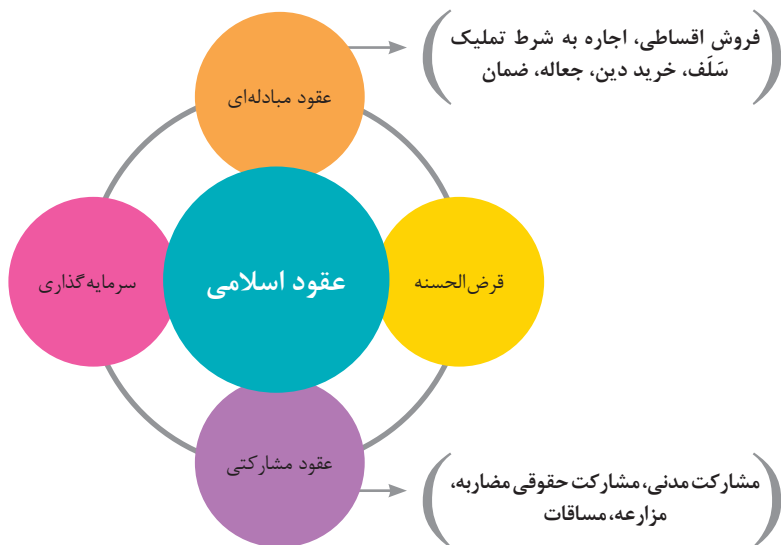 فروش اقساطی، اجاره به شرط تملیک
سَلَف، خرید دین، جعاله، ضمان
عقود مبادله‌ای
قرض‌الحسنه
عقود اسلامی
سرمایه‌گذاری
عقود مشارکتی
مشارکت مدنی، مشارکت حقوقی مضاربه،
مزارعه، مساقات